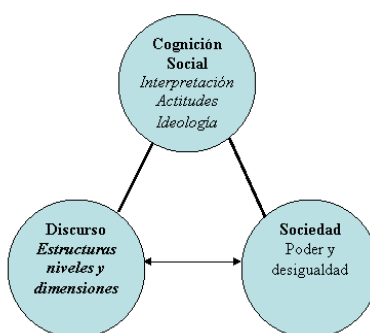 Cognición
Social
Interpretación
Actitudes
Ideología
Discurso
Estructuras
niveles y
dimensiones
Sociedad
Poder y
desigualdad